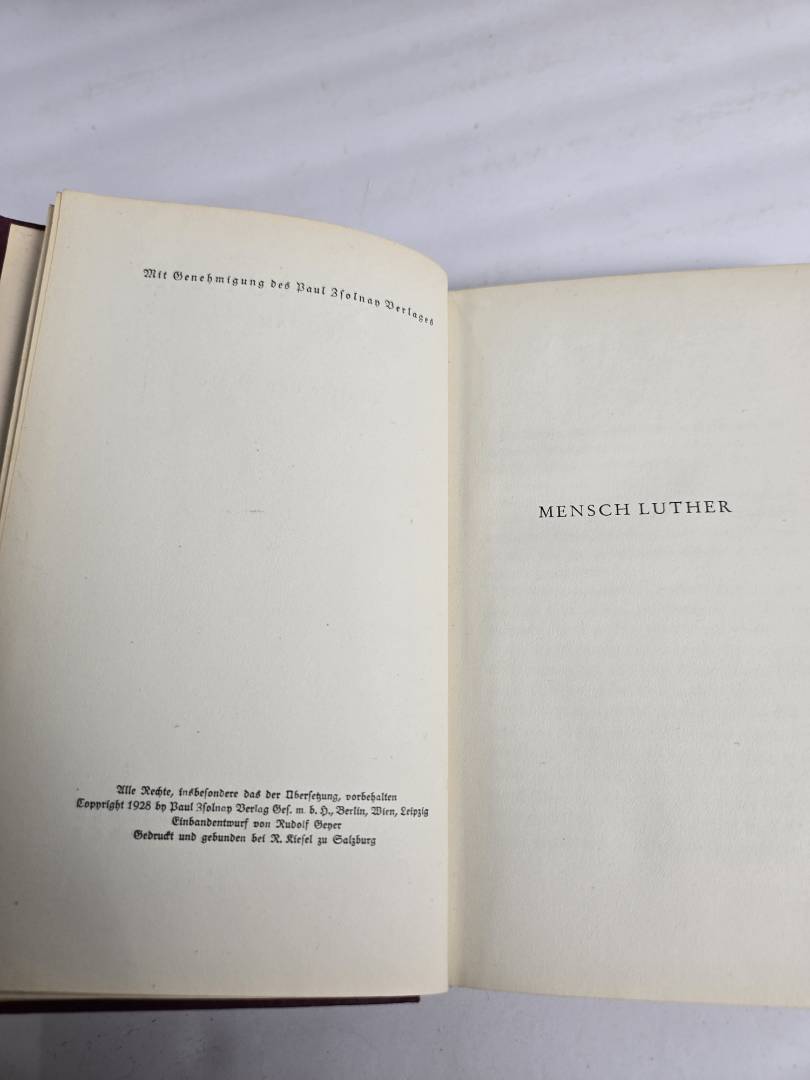 Mit Genehmigung des Paul Zsolnay Verlages
Alle Rechte, insbesondere das der Übersetzung, vorbehalten
Copyright 1928 by Paul Zsolnay Verlag Ges. m. b. H., Berlin, Wien, Leipzig
Einbandentwurf von Rudolf Geyer
Gedruckt und gebunden bei R. Kiesel zu Salzburg
MENSCH LUTHER